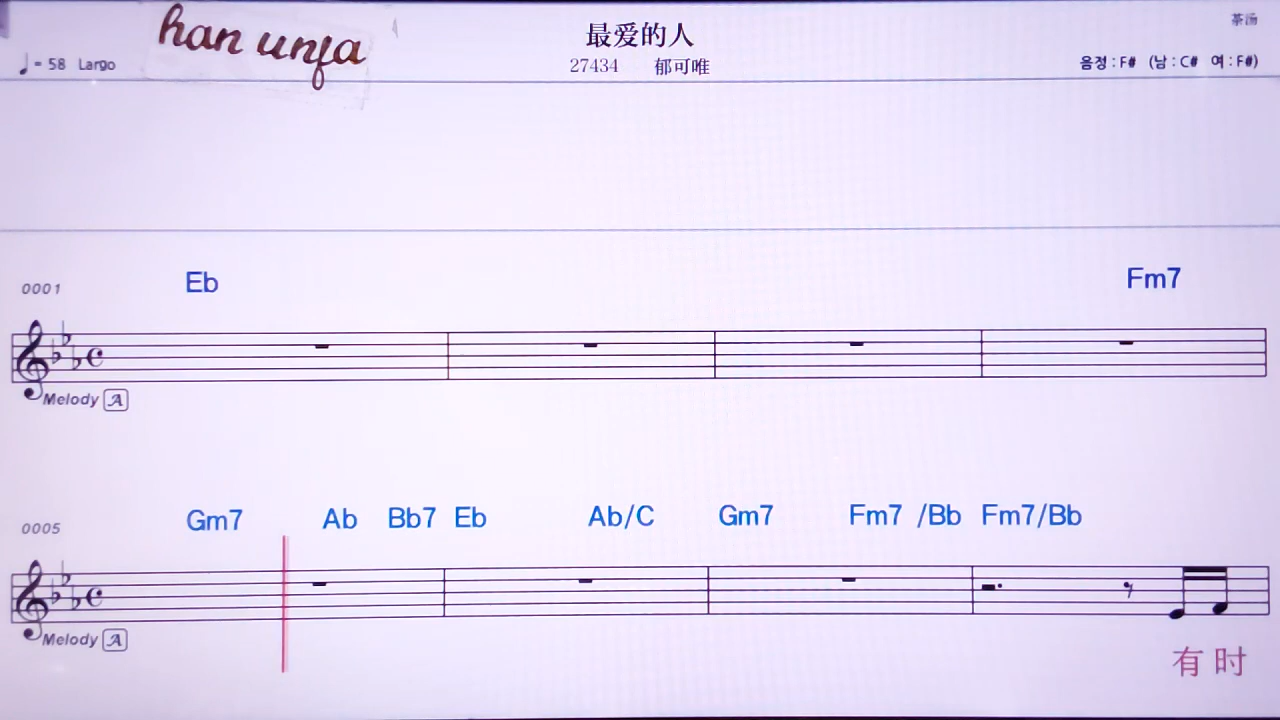 han unfa
最爱的人
茶汤
♩= 58 Largo
27434 郁可唯
음정 : F# (남 : C# 여 : F#)
0001 Eb Fm7
Melody A
0005 Gm7 Ab Bb7 Eb Ab/C Gm7 Fm7 /Bb Fm7/Bb
Melody A
有时